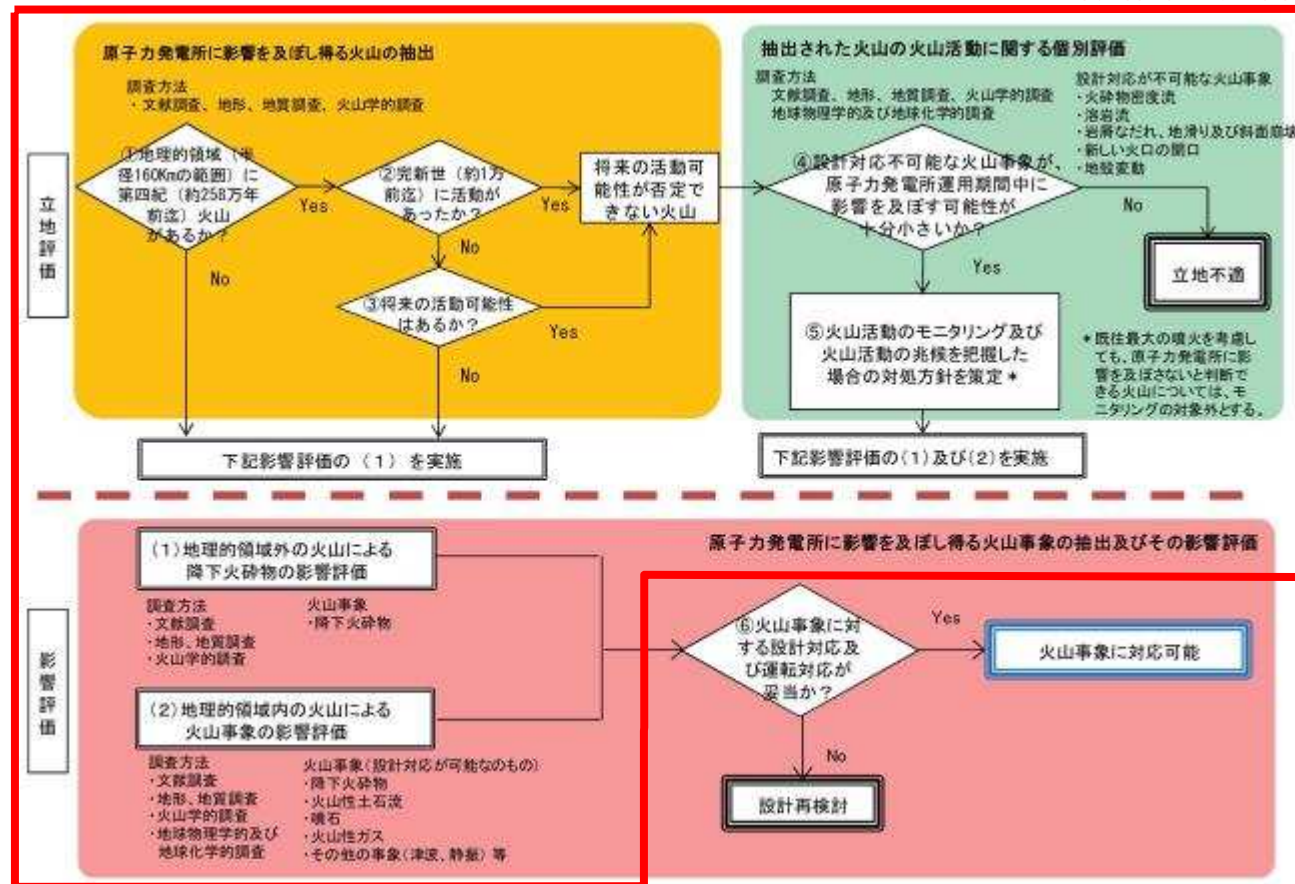 原子力発電所に影響を及ぼし得る火山の抽出
調査方法
・文献調査、地形、地質調査、火山学的調査
立地評価
①地理的領域(半
径160Kmの範囲)に
第四紀(約258万年
前迄)火山
があるか?
Yes
No
②完新世(約1万
前迄)に活動が
あったか?
Yes
No
将来の活動可
能性が否定で
きない火山
③将来の活動可能性
はあるか?
Yes
No
下記影響評価の(1)を実施
抽出された火山の火山活動に関する個別評価
調査方法
文献調査、地形、地質調査、火山学的調査
地球物理学的及び地球化学的調査
設計対応が不可能な火山事象
・火砕物密度流
・溶岩流
・岩屑なだれ、地滑り及び斜面崩壊
・新しい火口の開口
・地殻変動
④設計対応不可能な火山事象が、
原子力発電所運用期間中に
影響を及ぼす可能性が
十分小さいか?
No
Yes
立地不適
⑤火山活動のモニタリング及び
火山活動の兆候を把握した
場合の対処方針を策定*
*既往最大の噴火を考慮し
ても、原子力発電所に影
響を及ぼさないと判断で
きる火山については、モ
ニタリングの対象外とする。
下記影響評価の(1)及び(2)を実施
影響評価
原子力発電所に影響を及ぼし得る火山事象の抽出及びその影響評価
(1)地理的領域外の火山による
降下火砕物の影響評価
調査方法
・文献調査
・地形、地質調査
・火山学的調査
火山事象
・降下火砕物
(2)地理的領域内の火山による
火山事象の影響評価
調査方法
・文献調査
・地形、地質調査
・火山学的調査
・地球物理学的及び
地球化学的調査
火山事象(設計対応が可能なのもの)
・降下火砕物
・火山性土石流
・噴石
・火山性ガス
・その他の事象(津波、静振)等
⑥火山事象に対
する設計対応及
び運転対応が
妥当か?
Yes
火山事象に対応可能
No
設計再検討